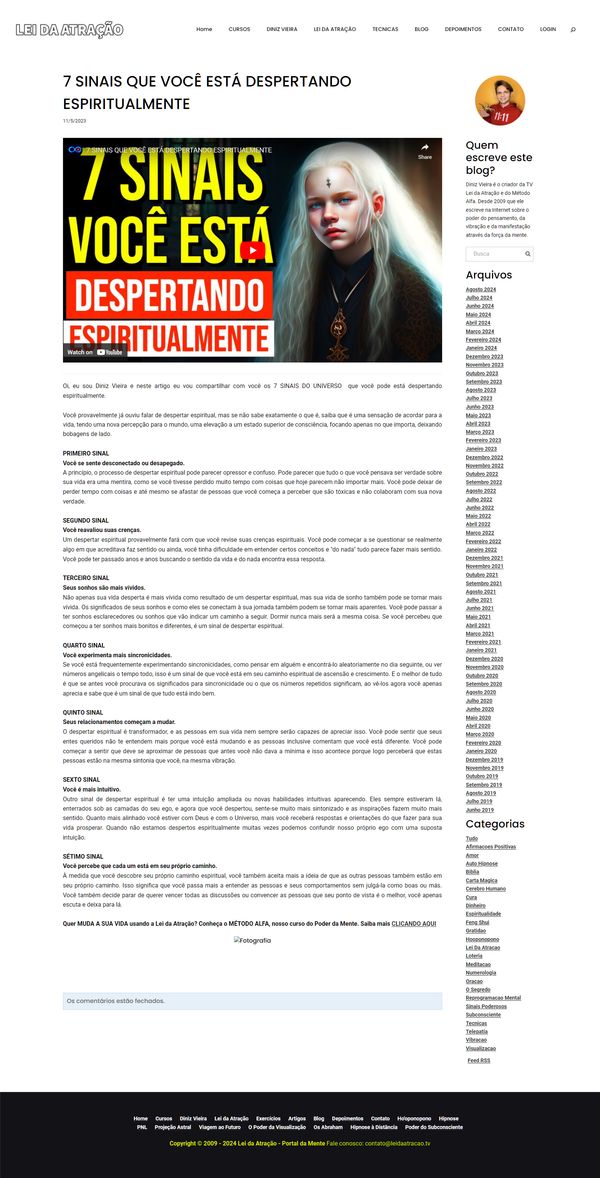 LEI DA ATRAÇÃO
Home CURSOS DINIZ VIEIRA LEI DA ATRAÇÃO TECNICAS BLOG DEPOIMENTOS CONTATO LOGIN
7 SINAIS QUE VOCÊ ESTÁ DESPERTANDO
ESPIRITUALMENTE
11/5/2023
7 SINAIS QUE VOCÊ ESTÁ DESPERTANDO ESPIRITUALMENTE
Share
7 SINAIS
VOCÊ ESTÁ
DESPERTANDO
ESPIRITUALMENTE
Watch on YouTube
Oi, eu sou Diniz Vieira e neste artigo eu vou compartilhar com você os 7 SINAIS DO UNIVERSO que você pode está despertando
espiritualmente.
Você provavelmente já ouviu falar de despertar espiritual, mas se não sabe exatamente o que é, saiba que é uma sensação de acordar para a
vida, tendo uma nova percepção para o mundo, uma elevação a um estado superior de consciência, focando apenas no que importa, deixando
bobagens de lado.
PRIMEIRO SINAL
Você se sente desconectado ou desapegado.
A princípio, o processo de despertar espiritual pode parecer opressor e confuso. Pode parecer que tudo o que você pensava ser verdade sobre
sua vida era uma mentira, como se você tivesse perdido muito tempo com coisas que hoje parecem não importar mais. Você pode deixar de
perder tempo com coisas e até mesmo se afastar de pessoas que você começa a perceber que são tóxicas e não colaboram com sua nova
verdade.
SEGUNDO SINAL
Você reavaliou suas crenças.
Um despertar espiritual provavelmente fará com que você revise suas crenças espirituais. Você pode começar a se questionar se realmente
algo em que acreditava faz sentido ou ainda, você tinha dificuldade em entender certos conceitos e "do nada" tudo parece fazer mais sentido.
Você pode ter passado anos e anos buscando o sentido da vida e do nada encontra essa resposta.
TERCEIRO SINAL
Seus sonhos são mais vívidos.
Não apenas sua vida desperta é mais vívida como resultado de um despertar espiritual, mas sua vida de sonho também pode se tornar mais
vívida. Os significados de seus sonhos e como eles se conectam à sua jornada também podem se tornar mais aparentes. Você pode passar a
ter sonhos esclarecedores ou sonhos que vão indicar um caminho a seguir. Dormir nunca mais será a mesma coisa. Se você percebeu que
começou a ter sonhos mais bonitos e diferentes, é um sinal de despertar espiritual.
QUARTO SINAL
Você experimenta mais sincronicidades.
Se você está frequentemente experimentando sincronicidades, como pensar em alguém e encontrá-lo aleatoriamente no dia seguinte, ou ver
números angelicais o tempo todo, isso é um sinal de que você está em seu caminho espiritual de ascensão e crescimento. E o melhor de tudo
é que se antes você procurava os significados para sincronicidade ou o que os números repetidos significam, ao vê-los agora você apenas
aprecia e sabe que é um sinal de que tudo está indo bem.
QUINTO SINAL
Seus relacionamentos começam a mudar.
O despertar espiritual é transformador, e as pessoas em sua vida nem sempre serão capazes de apreciar isso. Você pode sentir que seus
entes queridos não te entendem mais porque você está mudando e as pessoas inclusive comentam que você está diferente. Você pode
começar a sentir que deve se aproximar de pessoas que antes você não dava a mínima e isso acontece porque logo perceberá que estas
pessoas estão na mesma sintonia que você, na mesma vibração.
SEXTO SINAL
Você é mais intuitivo.
Outro sinal de despertar espiritual é ter uma intuição ampliada ou novas habilidades intuitivas aparecendo. Eles sempre estiveram lá,
enterrados sob as camadas do seu ego, e agora que você despertou, sente-se muito mais sintonizado e as inspirações fazem muito mais
sentido. Quanto mais alinhado você estiver com Deus e com o Universo, mais você receberá respostas e orientações do que fazer para sua
vida prosperar. Quando não estamos despertos espiritualmente muitas vezes podemos confundir nosso próprio ego com uma suposta
intuição.
SÉTIMO SINAL
Você percebe que cada um está em seu próprio caminho.
À medida que você descobre seu próprio caminho espiritual, você também aceita mais a ideia de que as outras pessoas também estão em
seu próprio caminho. Isso significa que você passa mais a entender as pessoas e seus comportamentos sem julgá-la como boas ou más.
Você também decide parar de querer vencer todas as discussões ou convencer as pessoas que seu ponto de vista é o melhor, você apenas
escuta e deixa para lá.
Quer MUDA A SUA VIDA usando a Lei da Atração? Conheça o MÉTODO ALFA, nosso curso do Poder da Mente. Saiba mais CLICANDO AQUI
Fotografia
Os comentários estão fechados.
11:11
Quem
escreve este
blog?
Diniz Vieira é o criador da TV
Lei da Atração e do Método
Alfa. Desde 2009 que ele
escreve na Internet sobre o
poder do pensamento, da
vibração e da manifestação
através da força da mente.
Busca
Arquivos
Agosto 2024
Julho 2024
Junho 2024
Maio 2024
Abril 2024
Março 2024
Fevereiro 2024
Janeiro 2024
Dezembro 2023
Novembro 2023
Outubro 2023
Setembro 2023
Agosto 2023
Julho 2023
Junho 2023
Maio 2023
Abril 2023
Março 2023
Fevereiro 2023
Janeiro 2023
Dezembro 2022
Novembro 2022
Outubro 2022
Setembro 2022
Agosto 2022
Julho 2022
Junho 2022
Maio 2022
Abril 2022
Março 2022
Fevereiro 2022
Janeiro 2022
Dezembro 2021
Novembro 2021
Outubro 2021
Setembro 2021
Agosto 2021
Julho 2021
Junho 2021
Maio 2021
Abril 2021
Março 2021
Fevereiro 2021
Janeiro 2021
Dezembro 2020
Novembro 2020
Outubro 2020
Setembro 2020
Agosto 2020
Julho 2020
Junho 2020
Maio 2020
Abril 2020
Março 2020
Fevereiro 2020
Janeiro 2020
Dezembro 2019
Novembro 2019
Outubro 2019
Setembro 2019
Agosto 2019
Julho 2019
Junho 2019
Categorias
Tudo
Afirmacoes Positivas
Amor
Auto Hipnose
Biblia
Carta Magica
Cerebro Humano
Cura
Dinheiro
Espiritualidade
Feng Shui
Gratidao
Hooponopono
Lei Da Atracao
Loteria
Meditacao
Numerologia
Oracao
O Segredo
Reprogramacao Mental
Sinais Poderosos
Subconsciente
Tecnicas
Telepatia
Vibracao
Visualizacao
Feed RSS
Home Cursos Diniz Vieira Lei da Atração Exercícios Artigos Blog Depoimentos Contato Ho'oponopono Hipnose
PNL Projeção Astral Viagem ao Futuro O Poder da Visualização Os Abraham Hipnose à Distância Poder do Subconsciente
Copyright © 2009 - 2024 Lei da Atração - Portal da Mente Fale conosco: contato@leidaatracao.tv